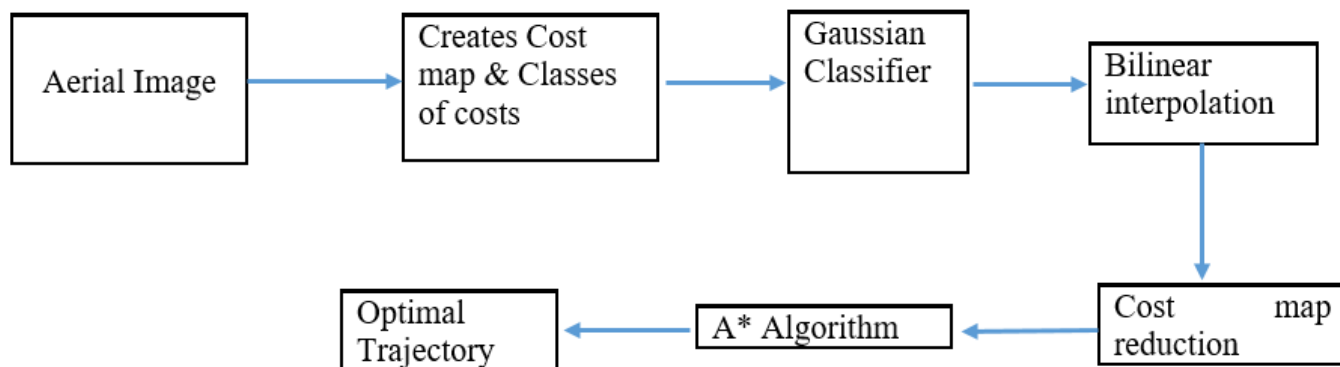 Aerial Image
Creates Cost
map & Classes
of costs
Gaussian
Classifier
Bilinear
interpolation
Cost map
reduction
A* Algorithm
Optimal
Trajectory